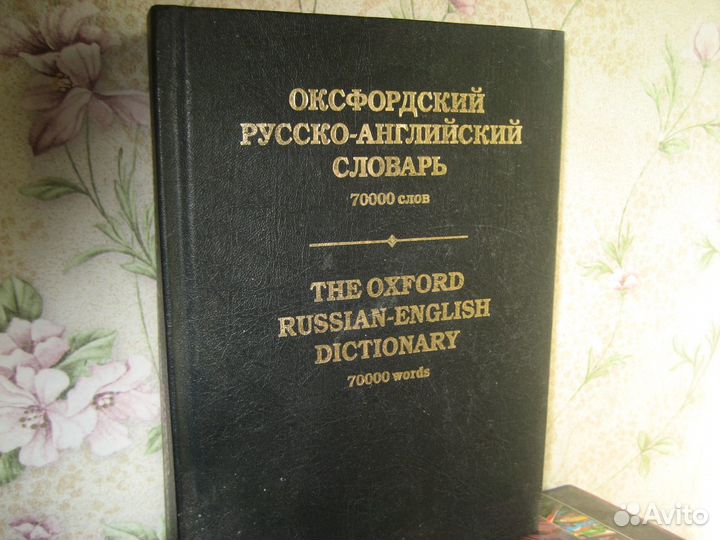 ОКСФОРДСКИЙ
РУССКО-АНГЛИЙСКИЙ
СЛОВАРЬ
70000 слов
THE OXFORD
RUSSIAN-ENGLISH
DICTIONARY
70000 words
Avito